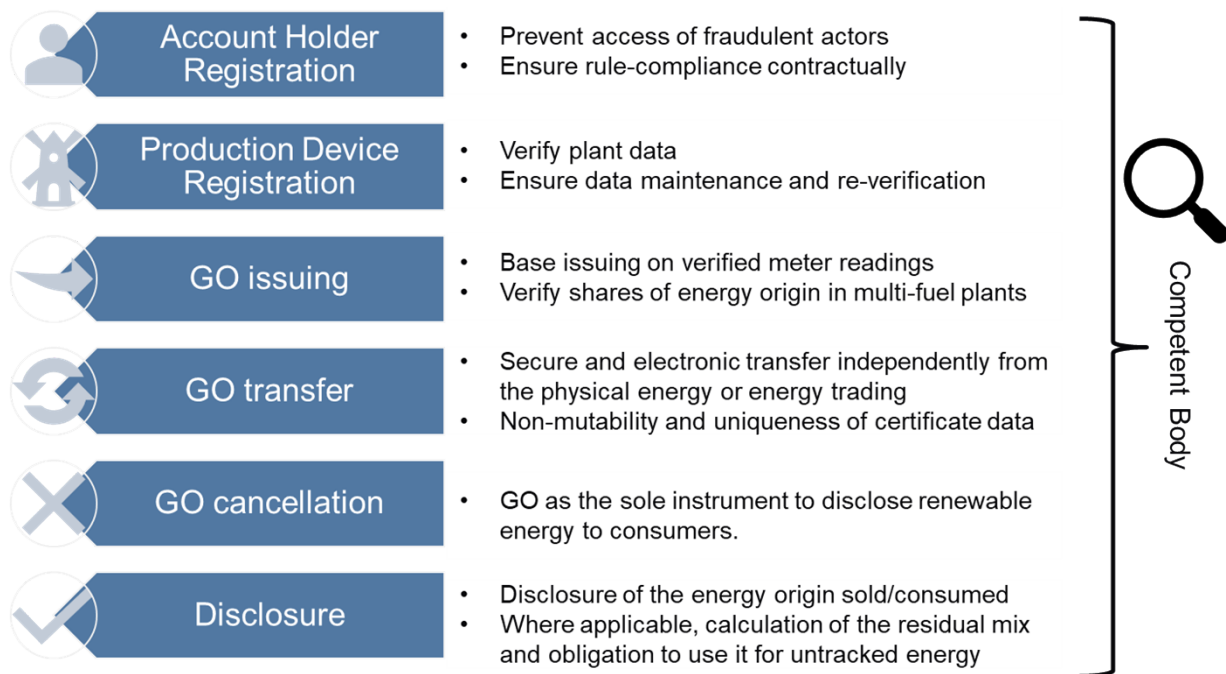 Account Holder
Registration
• Prevent access of fraudulent actors
• Ensure rule-compliance contractually
Production Device
Registration
• Verify plant data
• Ensure data maintenance and re-verification
GO issuing
• Base issuing on verified meter readings
• Verify shares of energy origin in multi-fuel plants
GO transfer
• Secure and electronic transfer independently from
the physical energy or energy trading
• Non-mutability and uniqueness of certificate data
GO cancellation
• GO as the sole instrument to disclose renewable
energy to consumers.
Disclosure
• Disclosure of the energy origin sold/consumed
• Where applicable, calculation of the residual mix
and obligation to use it for untracked energy
Competent Body